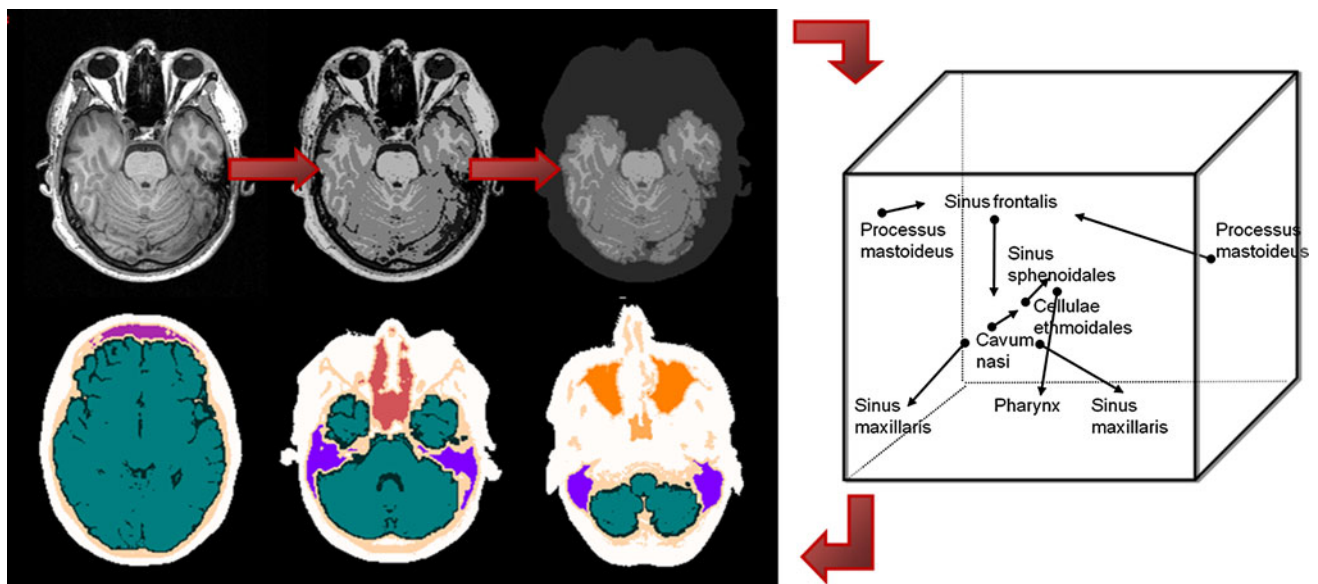 Sinus frontalis
Processus
mastoideus
Processus
mastoideus
Sinus
sphenoidales
Cellulae
ethmoidales
Cavum
nasi
Sinus
maxillaris
Pharynx
Sinus
maxillaris